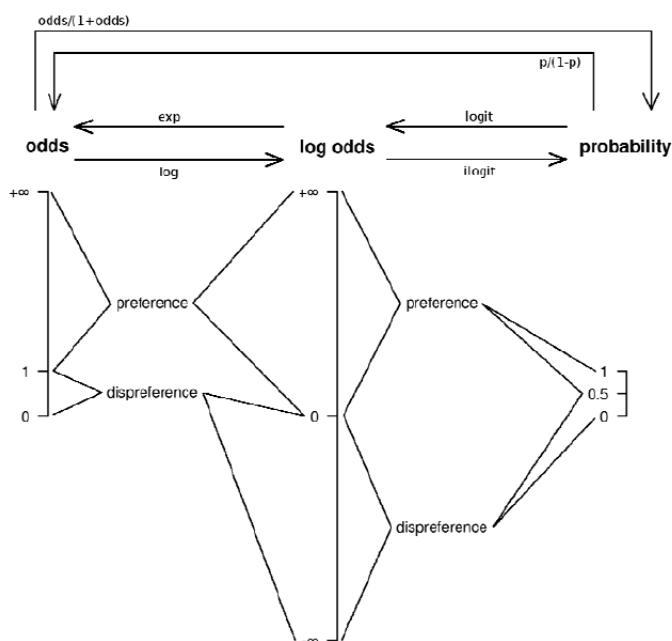 odds/(1+odds)
p/(1-p)
exp
logit
odds
log odds
probability
log
ilogit
+∞
+∞
preference
preference
1
1
dispreference
0.5
0
0
0
dispreference
-∞